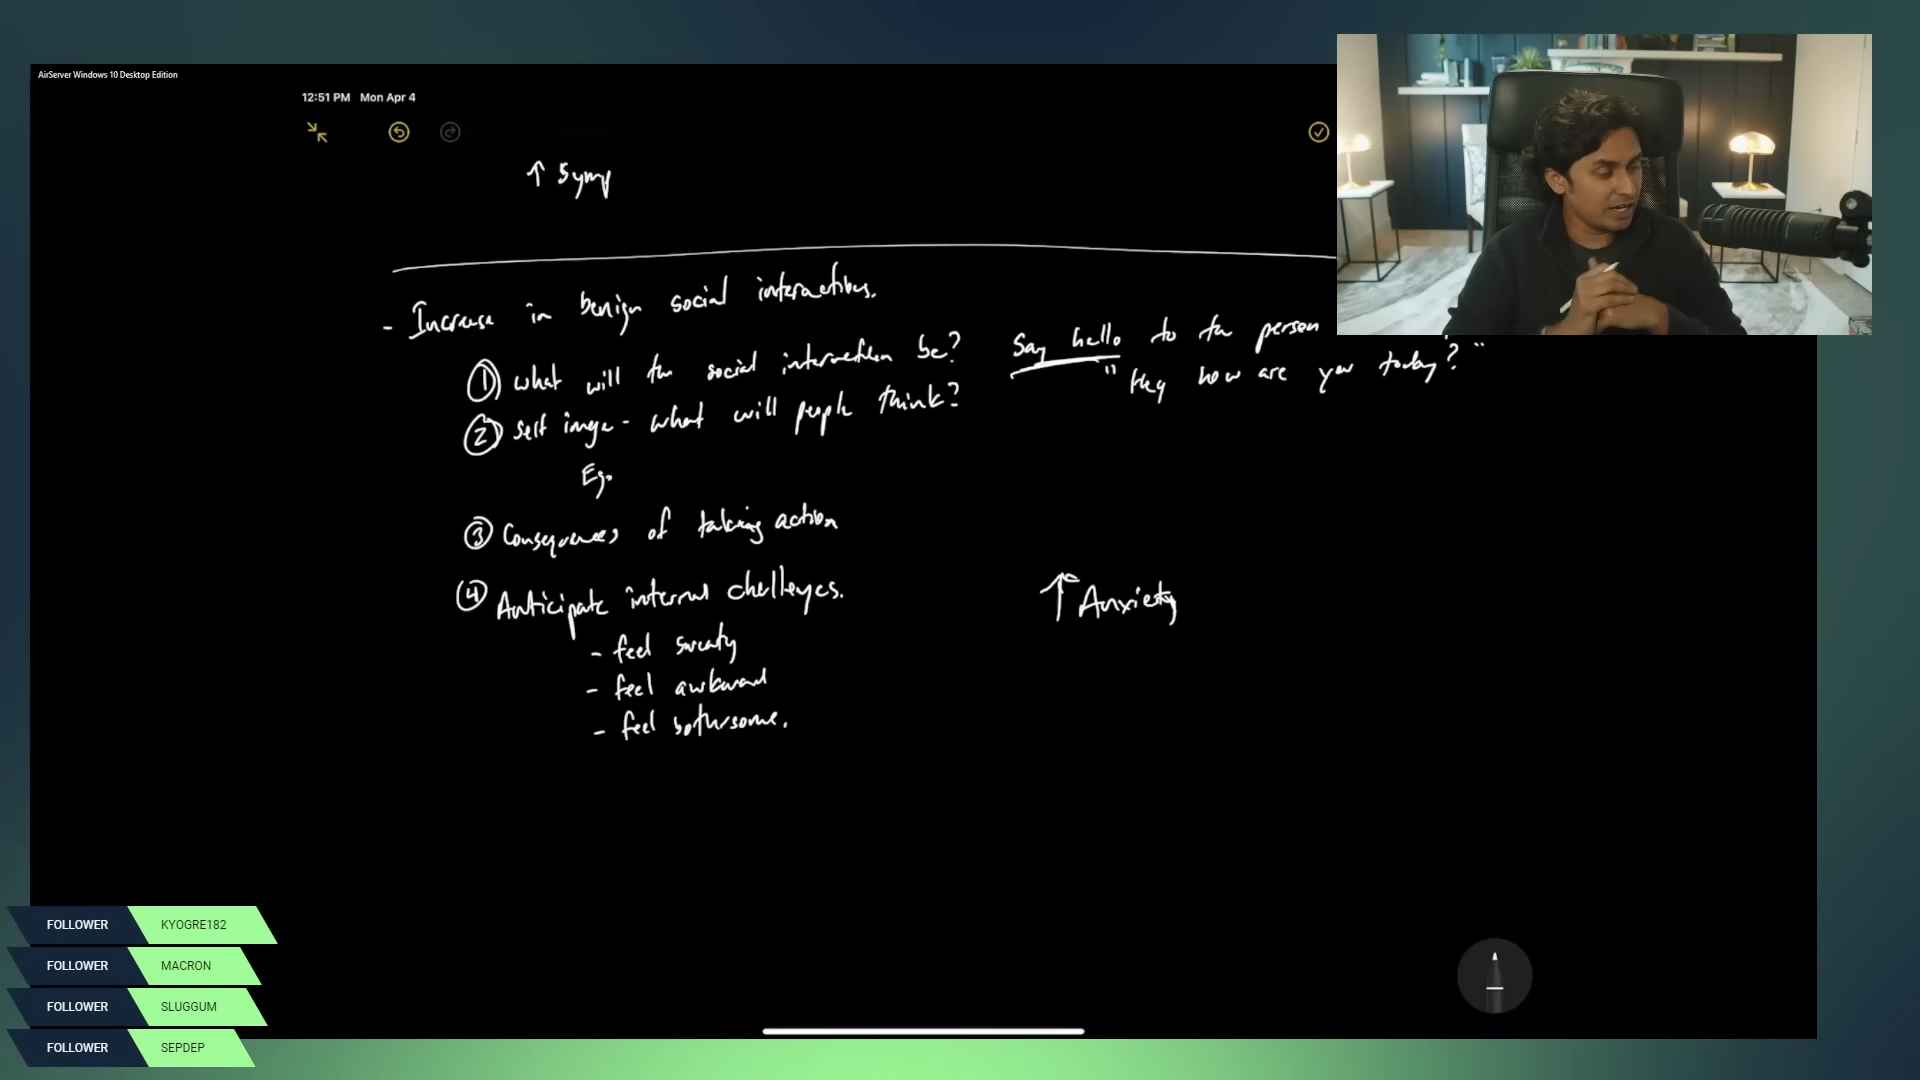 AirServer Windows 10 Desktop Edition
12:51 PM Mon Apr 4
↑ Symp
- Increase in benign social interactions.
① What will the social interaction be?
Say hello to the person
"Hey how are you today?"
② Self image - what will people think?
Eg.
③ Consequences of taking action
④ Anticipate internal challenges.
↑ Anxiety
- feel sweaty
- feel awkward
- feel bothersome.
FOLLOWER KYOGRE182
FOLLOWER MACRON
FOLLOWER SLUGGUM
FOLLOWER SEPDEP